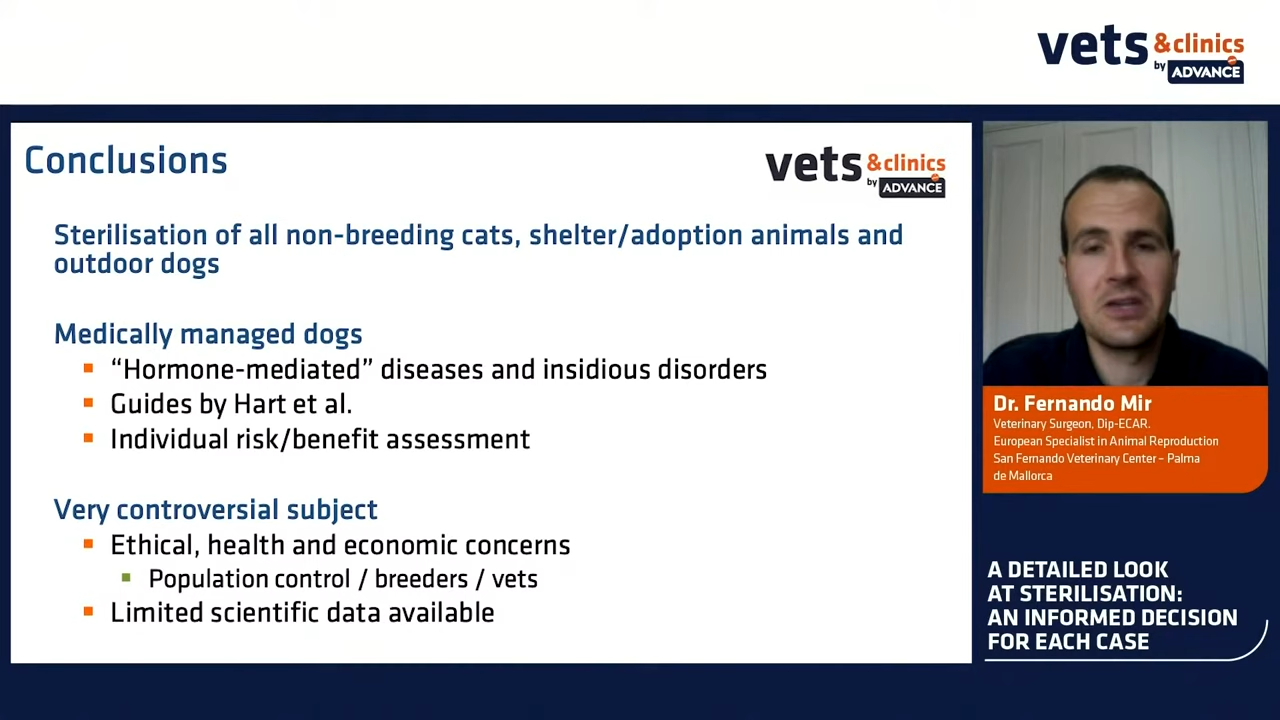 vets &clinics
by ADVANCE
Conclusions
vets &clinics
by ADVANCE
Sterilisation of all non-breeding cats, shelter/adoption animals and
outdoor dogs
Medically managed dogs
“Hormone-mediated” diseases and insidious disorders
Guides by Hart et al.
Individual risk/benefit assessment
Very controversial subject
Ethical, health and economic concerns
Population control / breeders / vets
Limited scientific data available
Dr. Fernando Mir
Veterinary Surgeon, Dip-ECAR.
European Specialist in Animal Reproduction
San Fernando Veterinary Center – Palma
de Mallorca
A DETAILED LOOK
AT STERILISATION:
AN INFORMED DECISION
FOR EACH CASE